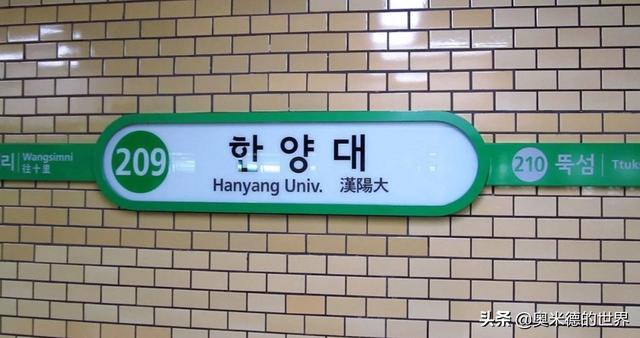 리 Wangsimni
往十里
209 한양대
Hanyang Univ. 漢陽大
210 뚝섬 Ttuks
头条 @奥米德的世界